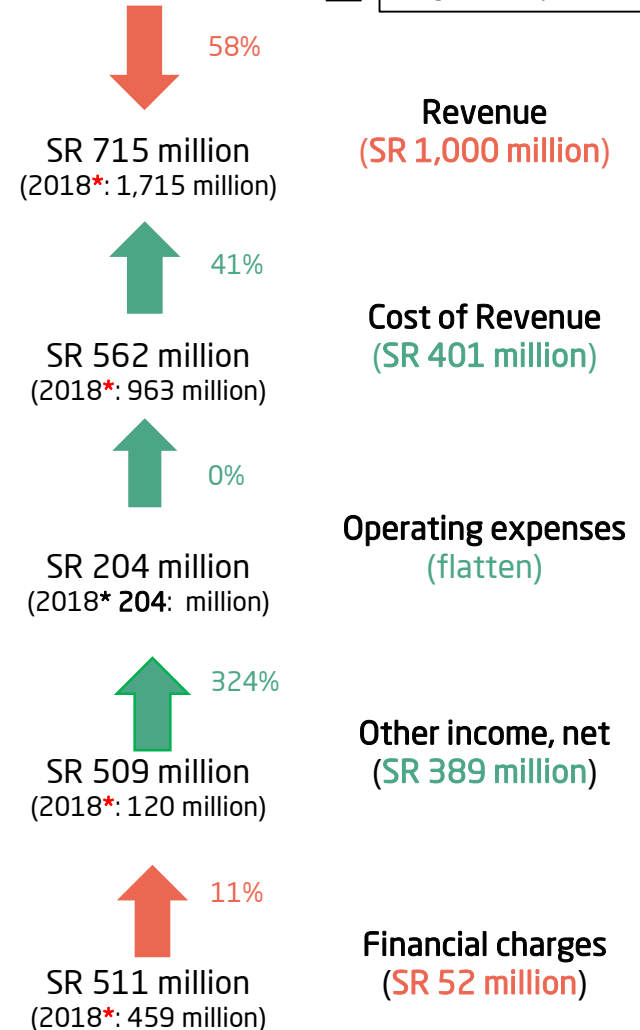 58%
Revenue
(SR 1,000 million)
SR 715 million
(2018*: 1,715 million)
41%
Cost of Revenue
(SR 401 million)
SR 562 million
(2018*: 963 million)
0%
Operating expenses
(flatten)
SR 204 million
(2018* 204: million)
324%
Other income, net
(SR 389 million)
SR 509 million
(2018*: 120 million)
11%
Financial charges
(SR 52 million)
SR 511 million
(2018*: 459 million)